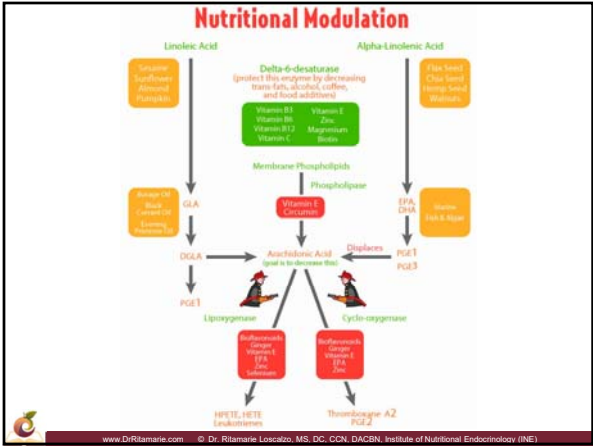 Nutritional Modulation
Linoleic Acid
Alpha-Linolenic Acid
Sesame
Sunflower
Almond
Pumpkin
Delta-6-desaturase
(protect this enzyme by decreasing
trans-fats, alcohol, coffee,
and food additives)
Flax Seed
Chia Seed
Hemp Seed
Walnuts
Vitamin B3
Vitamin B6
Vitamin B12
Vitamin C
Vitamin E
Zinc
Magnesium
Biotin
Membrane Phospholipids
Phospholipase
Vitamin E
Circumin
Borage Oil
Black
Currant Oil
Evening
Primrose Oil
GLA
EPA,
DHA
Marine
Fish & Algae
DGLA
Arachidonic Acid
(goal is to decrease this)
Displaces
PGE1
PGE3
PGE1
Lipoxygenase
Cyclo-oxygenase
Bioflavonoids
Ginger
Vitamin E
EPA
Zinc
Selenium
Bioflavonoids
Ginger
Vitamin E
EPA
Zinc
HPETE, HETE
Leukotrienes
Thromboxane A2
PGE2
www.DrRitamarie.com © Dr. Ritamarie Loscalzo, MS, DC, CCN, DACBN, Institute of Nutritional Endocrinology (INE)